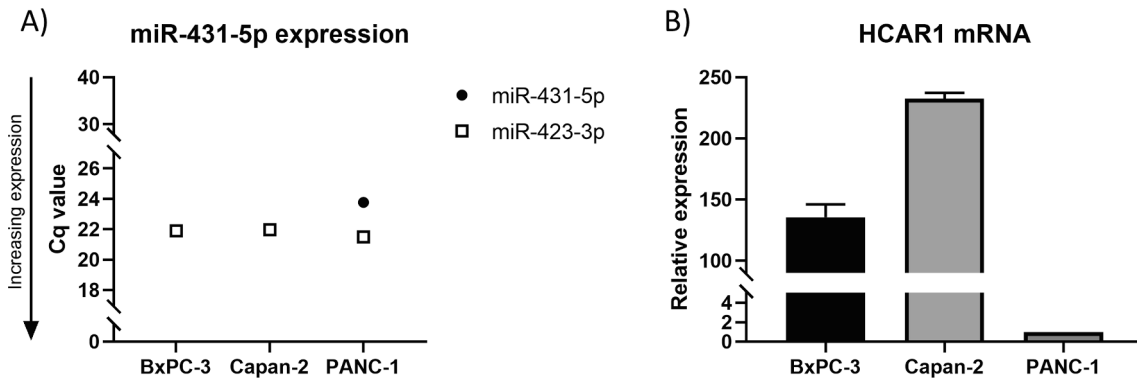 A)
miR-431-5p expression
Increasing expression
Cq value
40
30
26
24
22
20
18
0
BxPC-3
Capan-2
PANC-1
miR-431-5p
miR-423-3p
B)
HCAR1 mRNA
Relative expression
250
200
150
100
4
2
0
BxPC-3
Capan-2
PANC-1